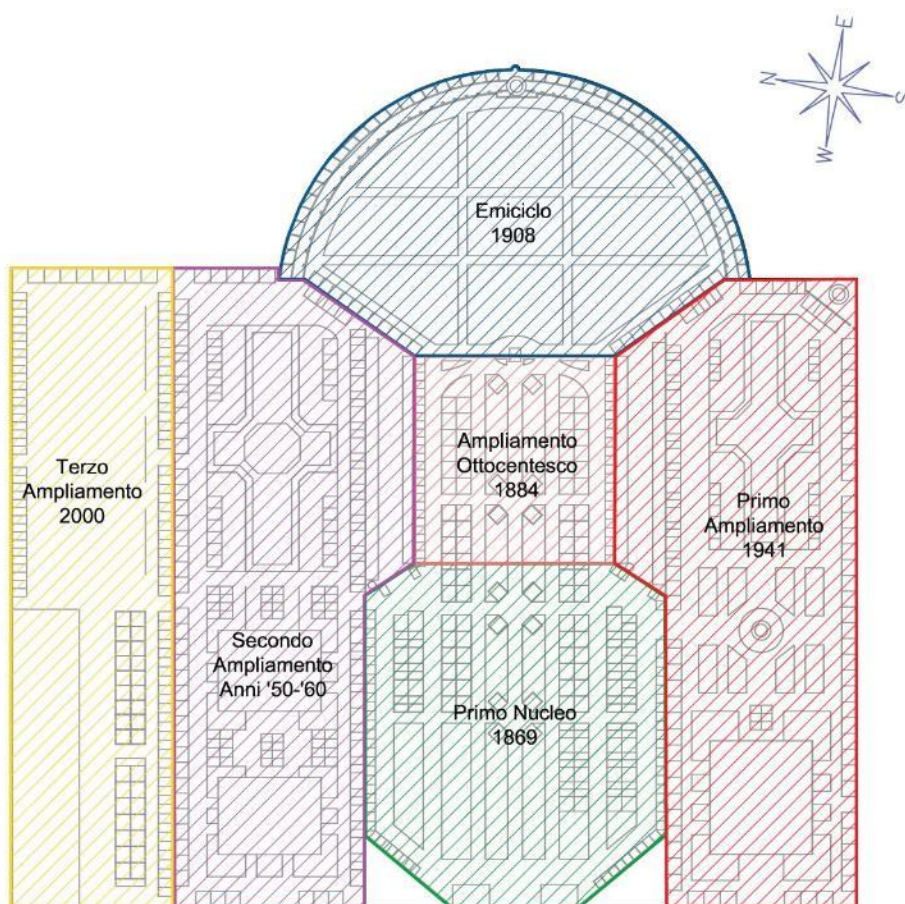 E
N
S
W
Emiciclo
1908
Terzo
Ampliamento
2000
Ampliamento
Ottocentesco
1884
Primo
Ampliamento
1941
Secondo
Ampliamento
Anni '50-'60
Primo Nucleo
1869